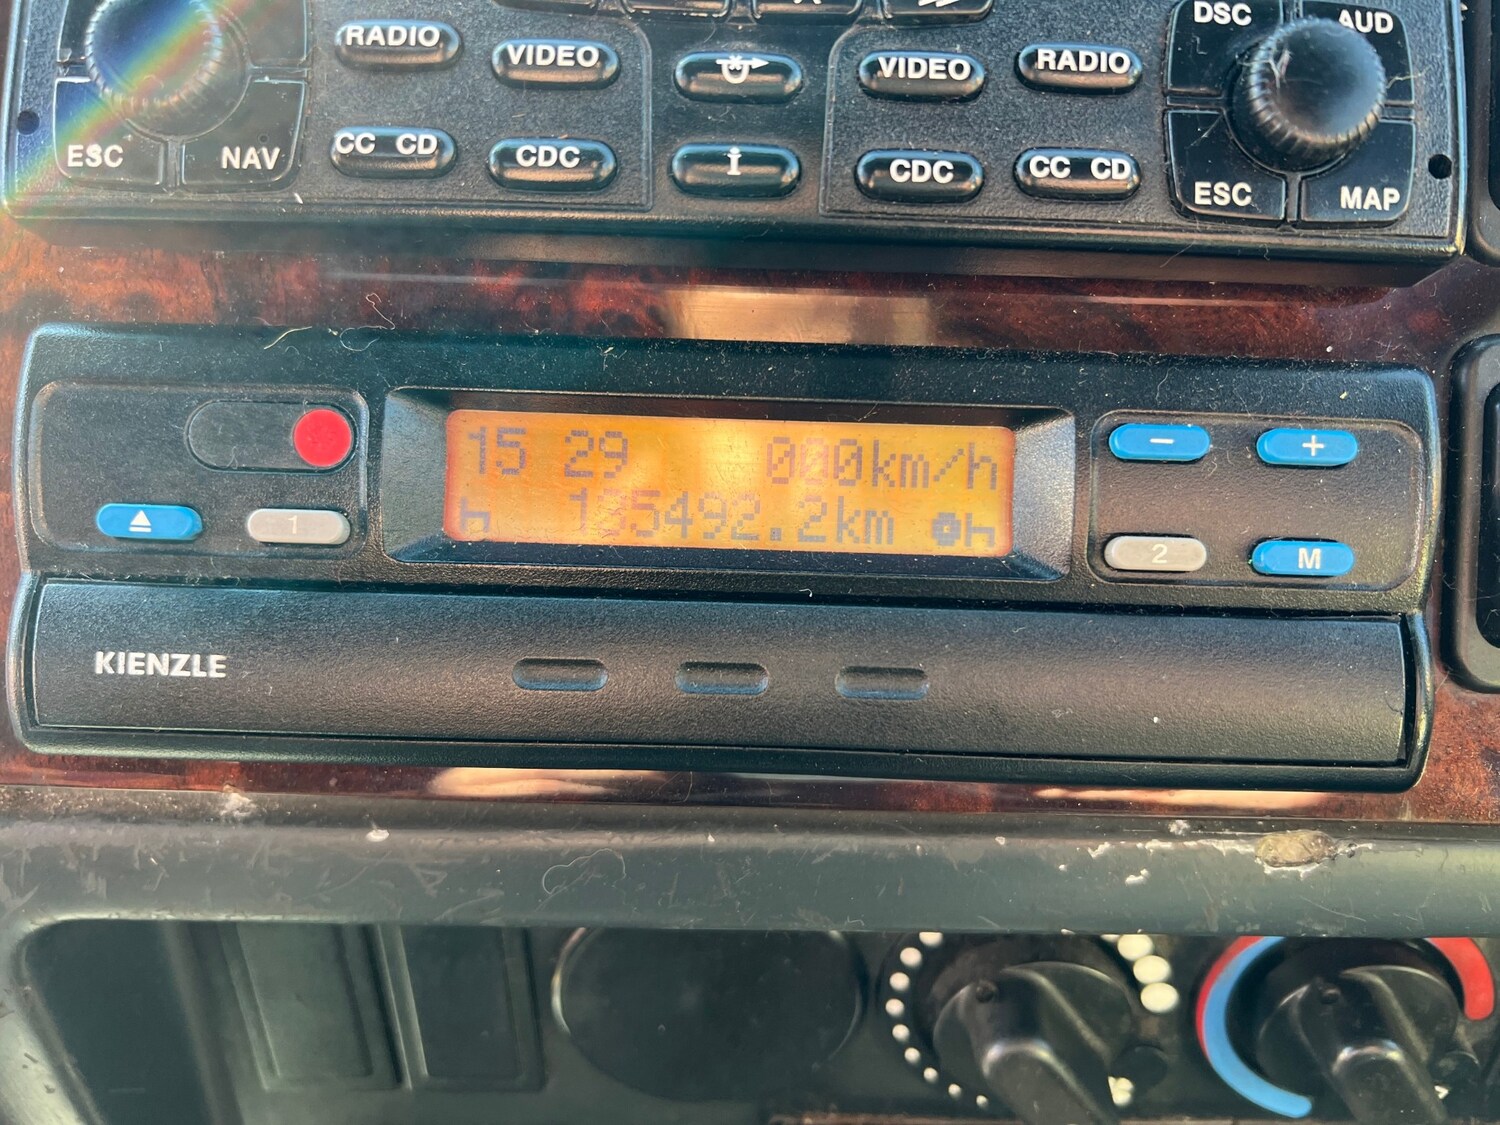 DSC AUD
RADIO VIDEO VIDEO RADIO
ESC NAV CC CD CDC i CDC CC CD ESC MAP
15 29 000km/h
- +
h 135492.2km h
1 2 M
KIENZLE